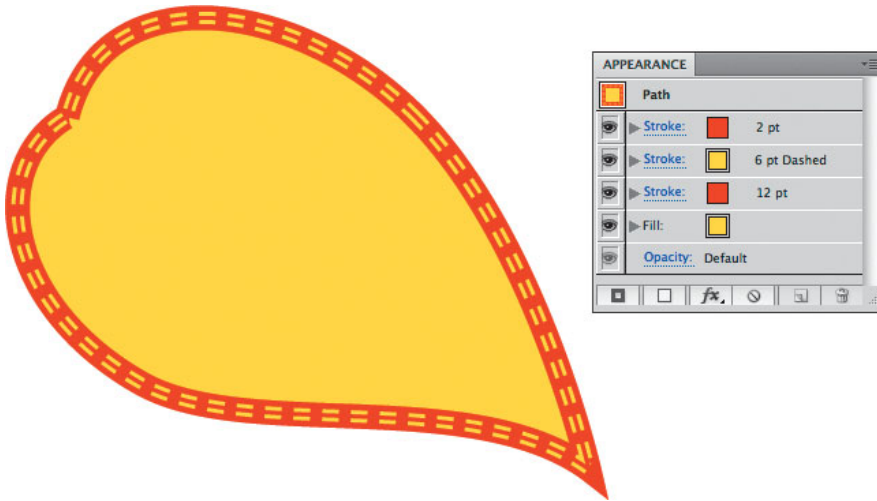 APPEARANCE
Path
Stroke: 2 pt
Stroke: 6 pt Dashed
Stroke: 12 pt
Fill:
Opacity: Default
fx